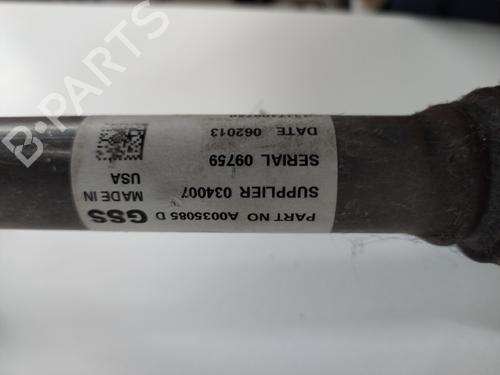 GSS
MADE IN
USA
PART NO A0035085 D
SUPPLIER 034007
SERIAL 09759
DATE 062013
B-PARTS